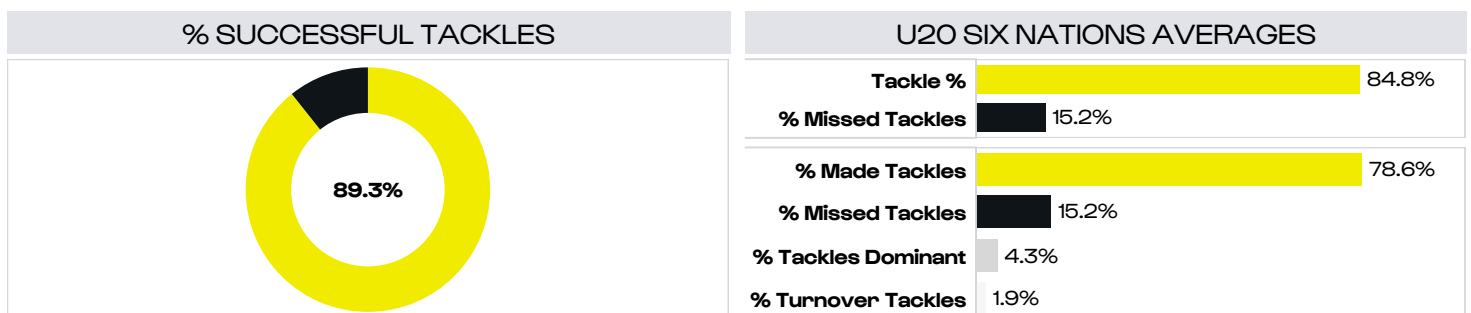 % SUCCESSFUL TACKLES
89.3%
U20 SIX NATIONS AVERAGES
Tackle % 84.8%
% Missed Tackles 15.2%
% Made Tackles 78.6%
% Missed Tackles 15.2%
% Tackles Dominant 4.3%
% Turnover Tackles 1.9%